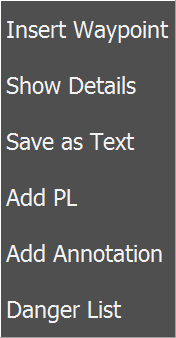 Insert Waypoint
Show Details
Save as Text
Add PL
Add Annotation
Danger List